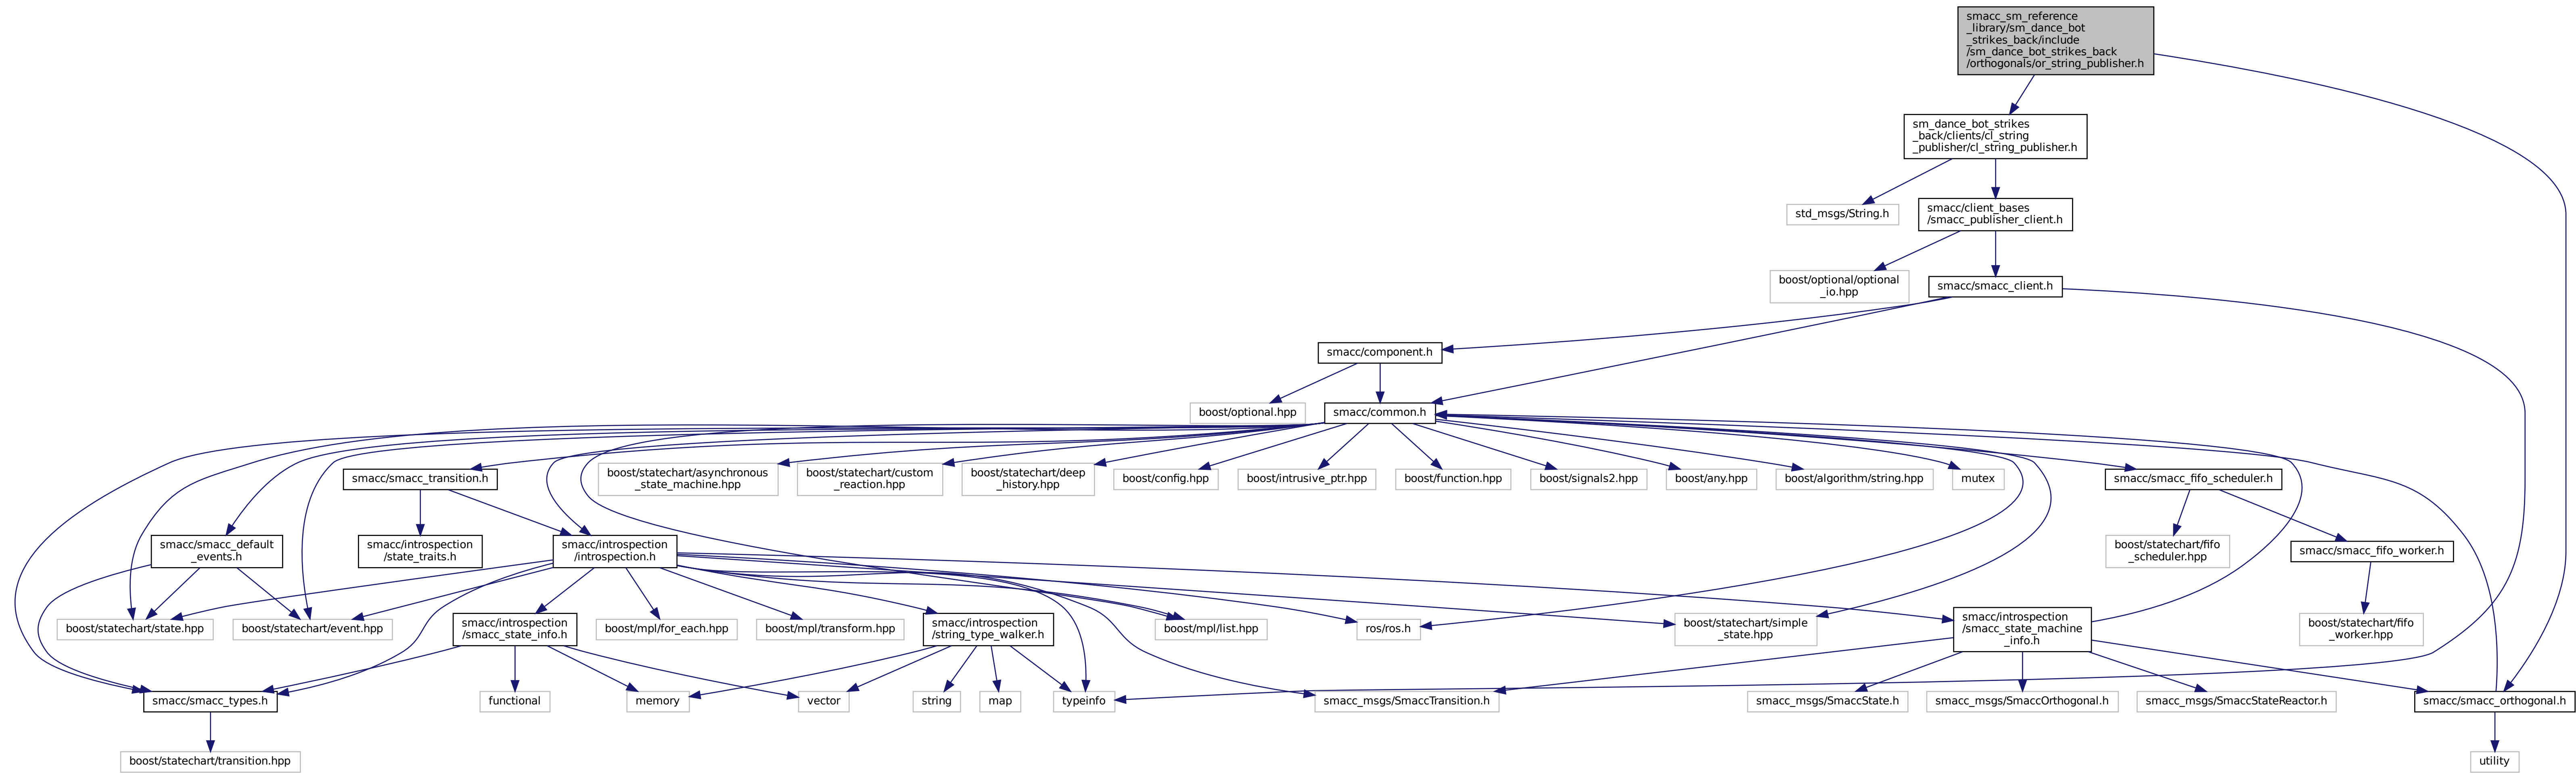 smacc_sm_reference
_library/sm_dance_bot
_strikes_back/include
/sm_dance_bot_strikes_back
/orthogonals/or_string_publisher.h
sm_dance_bot_strikes
_back/clients/cl_string
_publisher/cl_string_publisher.h
std_msgs/String.h
smacc/client_bases
/smacc_publisher_client.h
boost/optional/optional
_io.hpp
smacc/smacc_client.h
smacc/component.h
boost/optional.hpp
smacc/common.h
smacc/smacc_transition.h
boost/statechart/asynchronous
_state_machine.hpp
boost/statechart/custom
_reaction.hpp
boost/statechart/deep
_history.hpp
boost/config.hpp
boost/intrusive_ptr.hpp
boost/function.hpp
boost/signals2.hpp
boost/any.hpp
boost/algorithm/string.hpp
mutex
smacc/smacc_fifo_scheduler.h
smacc/smacc_default
_events.h
smacc/introspection
/state_traits.h
smacc/introspection
/introspection.h
boost/statechart/fifo
_scheduler.hpp
smacc/smacc_fifo_worker.h
boost/statechart/state.hpp
boost/statechart/event.hpp
smacc/introspection
/smacc_state_info.h
boost/mpl/for_each.hpp
boost/mpl/transform.hpp
smacc/introspection
/string_type_walker.h
boost/mpl/list.hpp
ros/ros.h
boost/statechart/simple
_state.hpp
smacc/introspection
/smacc_state_machine
_info.h
boost/statechart/fifo
_worker.hpp
smacc/smacc_types.h
functional
memory
vector
string
map
typeinfo
smacc_msgs/SmaccTransition.h
smacc_msgs/SmaccState.h
smacc_msgs/SmaccOrthogonal.h
smacc_msgs/SmaccStateReactor.h
smacc/smacc_orthogonal.h
boost/statechart/transition.hpp
utility